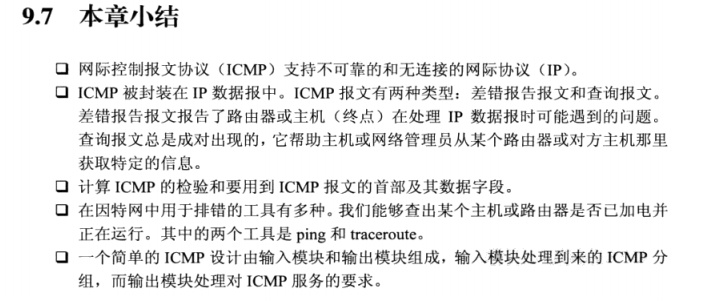 9.7 本章小结
❑ 网际控制报文协议（ICMP）支持不可靠的和无连接的网际协议（IP）。
❑ ICMP 被封装在 IP 数据报中。ICMP 报文有两种类型：差错报告报文和查询报文。
差错报告报文报告了路由器或主机（终点）在处理 IP 数据报时可能遇到的问题。
查询报文总是成对出现的，它帮助主机或网络管理员从某个路由器或对方主机那里
获取特定的信息。
❑ 计算 ICMP 的检验和要用到 ICMP 报文的首部及其数据字段。
❑ 在因特网中用于排错的工具有多种。我们能够查出某个主机或路由器是否已加电并
正在运行。其中的两个工具是 ping 和 traceroute。
❑ 一个简单的 ICMP 设计由输入模块和输出模块组成，输入模块处理到来的 ICMP 分
组，而输出模块处理对 ICMP 服务的要求。